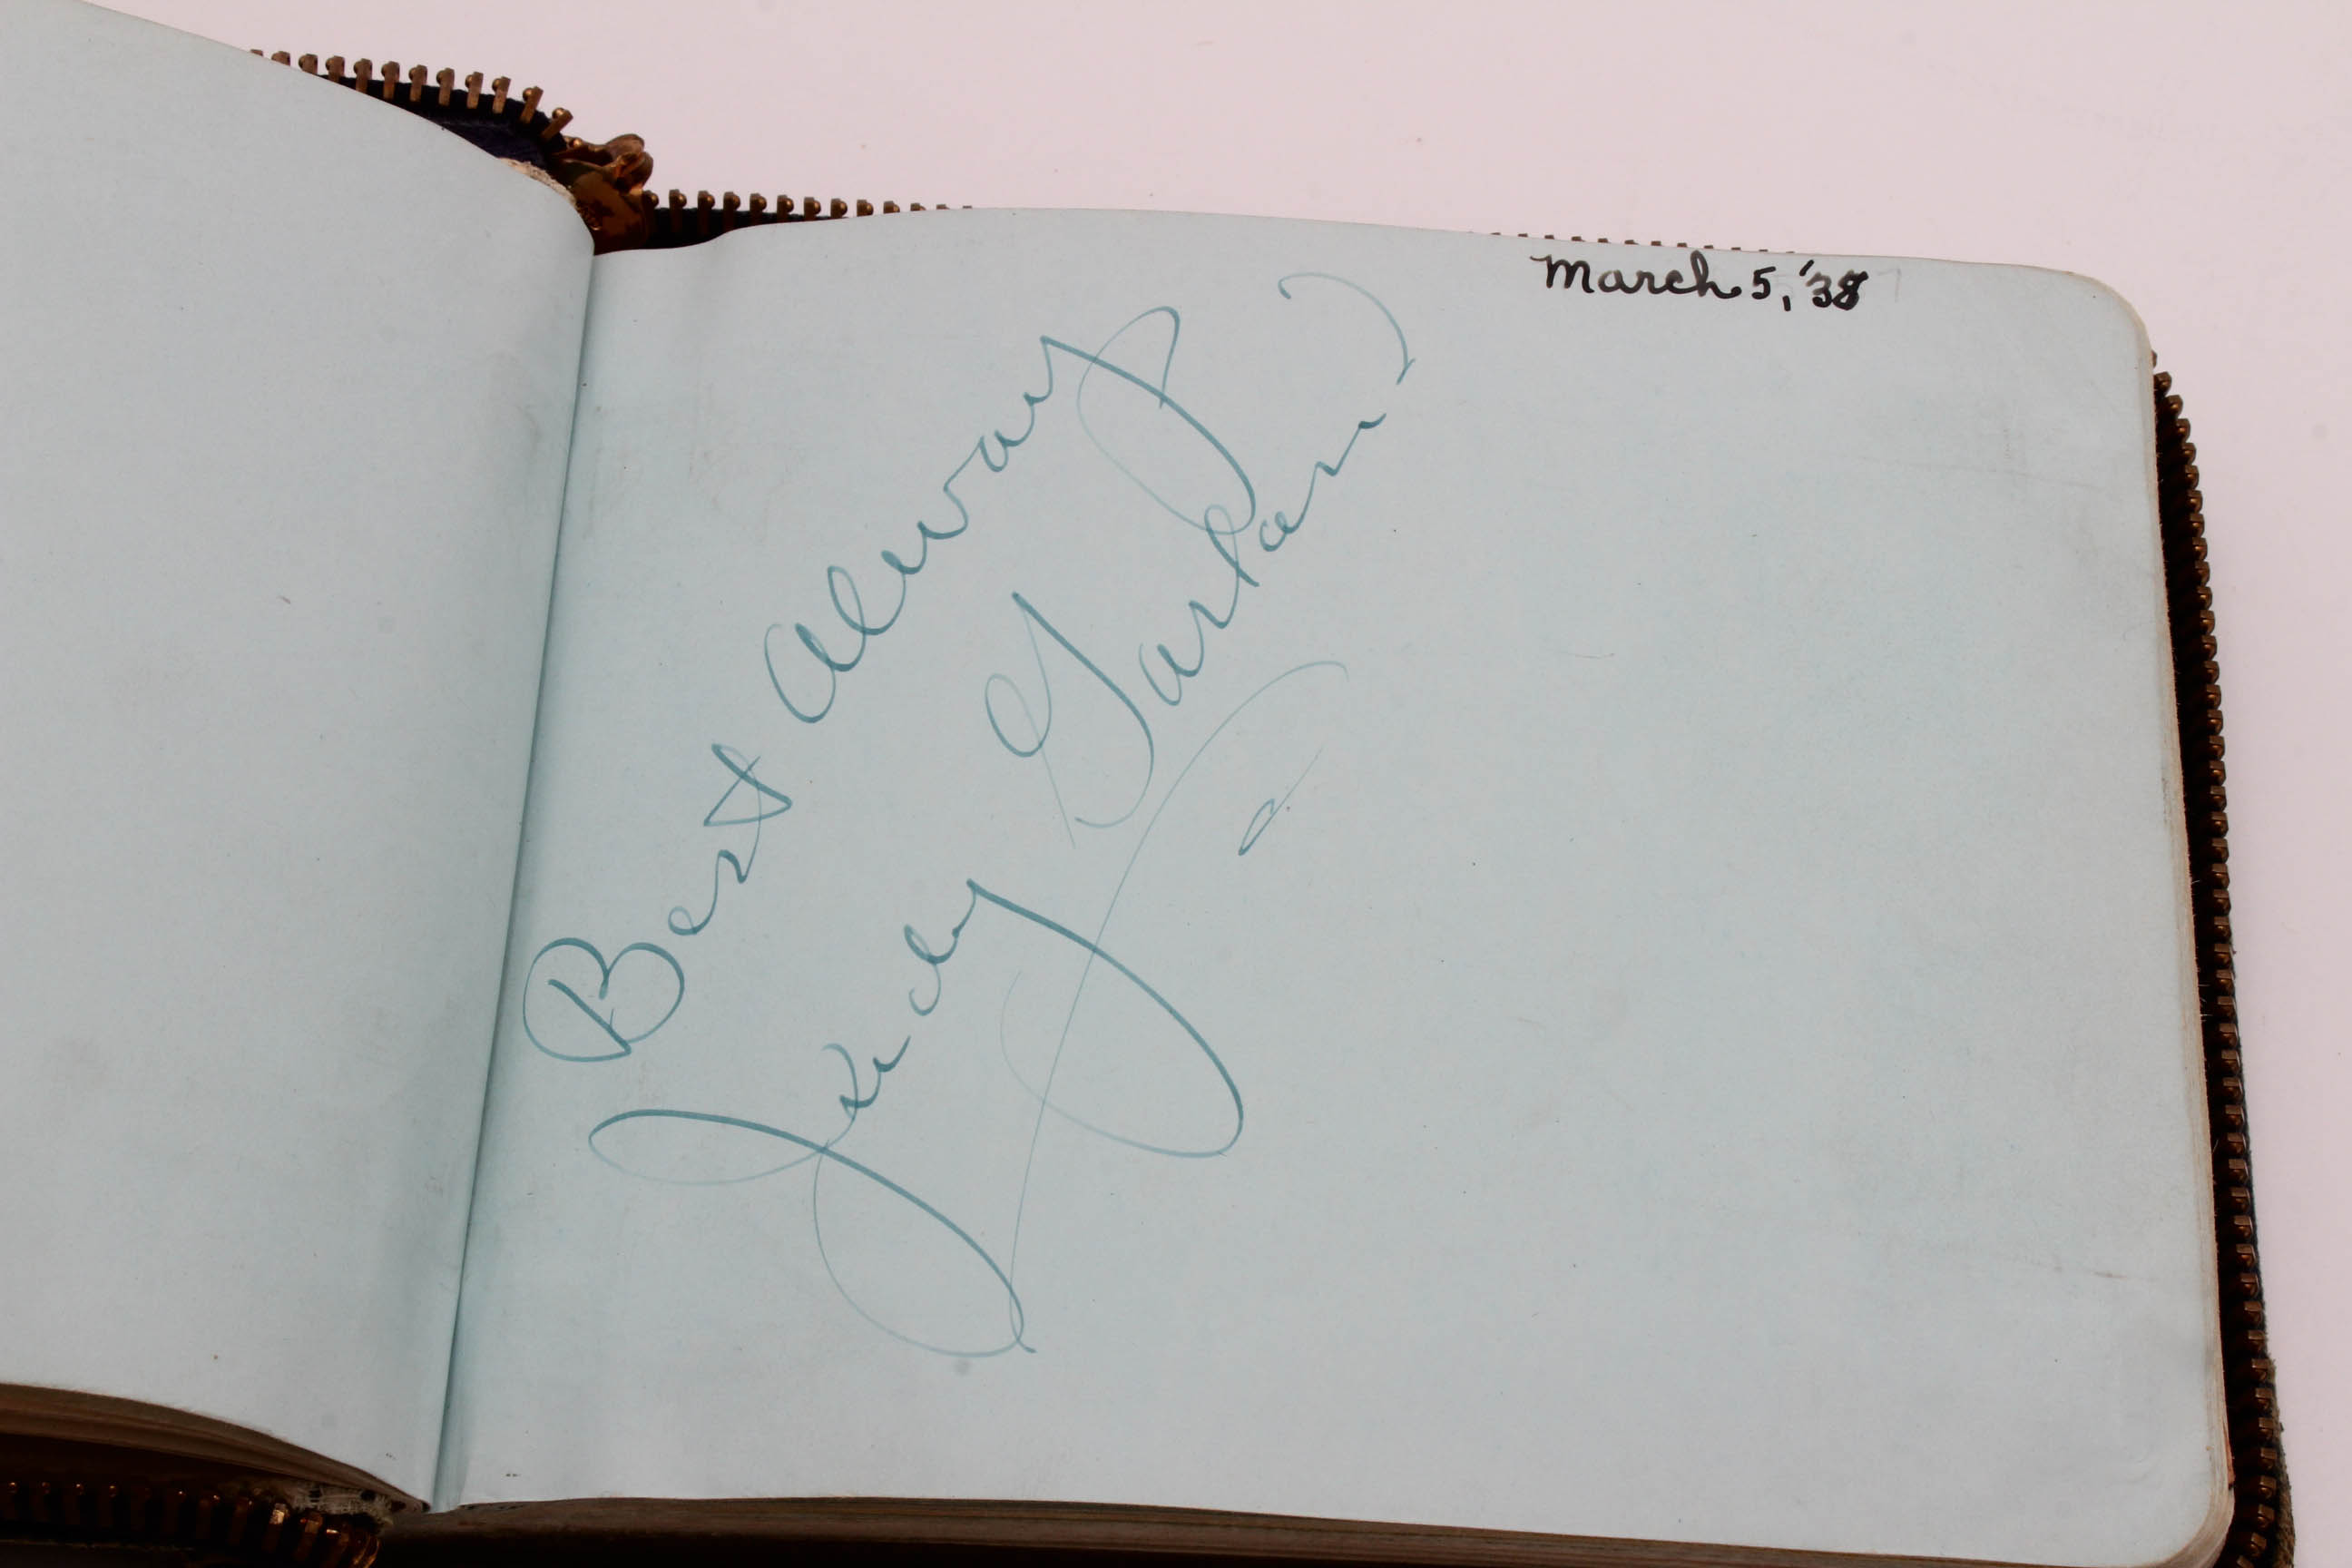 March 5, '38
Best Always
Judy Garland